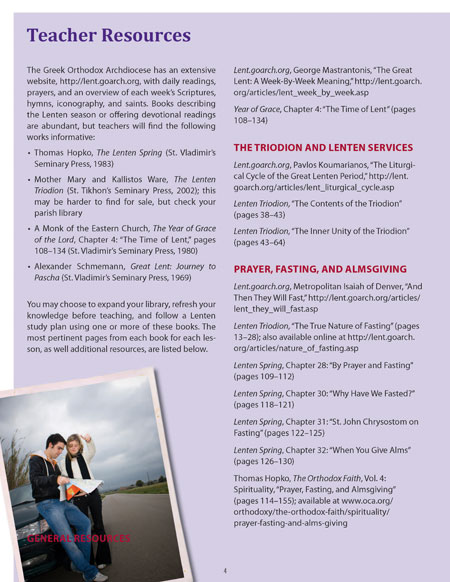 Teacher Resources
The Greek Orthodox Archdiocese has an extensive
website, http://lent.goarch.org, with daily readings,
prayers, and an overview of each week's Scriptures,
hymns, iconography, and saints. Books describing
the Lenten season or offering devotional readings
are abundant, but teachers will find the following
works informative:
• Thomas Hopko, The Lenten Spring (St. Vladimir's
Seminary Press, 1983)
• Mother Mary and Kallistos Ware, The Lenten
Triodion (St. Tikhon's Seminary Press, 2002); this
may be harder to find for sale, but check your
parish library
• A Monk of the Eastern Church, The Year of Grace
of the Lord, Chapter 4: "The Time of Lent," pages
108–134 (St. Vladimir's Seminary Press, 1980)
• Alexander Schmemann, Great Lent: Journey to
Pascha (St. Vladimir's Seminary Press, 1969)
You may choose to expand your library, refresh your
knowledge before teaching, and follow a Lenten
study plan using one or more of these books. The
most pertinent pages from each book for each les-
son, as well additional resources, are listed below.
GENERAL RESOURCES
Lent.goarch.org, George Mastrantonis, "The Great
Lent: A Week-By-Week Meaning," http://lent.goarch.
org/articles/lent_week_by_week.asp
Year of Grace, Chapter 4: "The Time of Lent" (pages
108–134)
THE TRIODION AND LENTEN SERVICES
Lent.goarch.org, Pavlos Koumarianos, "The Liturgi-
cal Cycle of the Great Lenten Period," http://lent.
goarch.org/articles/lent_liturgical_cycle.asp
Lenten Triodion, "The Contents of the Triodion"
(pages 38–43)
Lenten Triodion, "The Inner Unity of the Triodion"
(pages 43–64)
PRAYER, FASTING, AND ALMSGIVING
Lent.goarch.org, Metropolitan Isaiah of Denver, "And
Then They Will Fast," http://lent.goarch.org/articles/
lent_they_will_fast.asp
Lenten Triodion, "The True Nature of Fasting" (pages
13–28); also available online at http://lent.goarch.
org/articles/nature_of_fasting.asp
Lenten Spring, Chapter 28: "By Prayer and Fasting"
(pages 109–112)
Lenten Spring, Chapter 30: "Why Have We Fasted?"
(pages 118–121)
Lenten Spring, Chapter 31: "St. John Chrysostom on
Fasting" (pages 122–125)
Lenten Spring, Chapter 32: "When You Give Alms"
(pages 126–130)
Thomas Hopko, The Orthodox Faith, Vol. 4:
Spirituality, "Prayer, Fasting, and Almsgiving"
(pages 114–155); available at www.oca.org/
orthodoxy/the-orthodox-faith/spirituality/
prayer-fasting-and-alms-giving
4